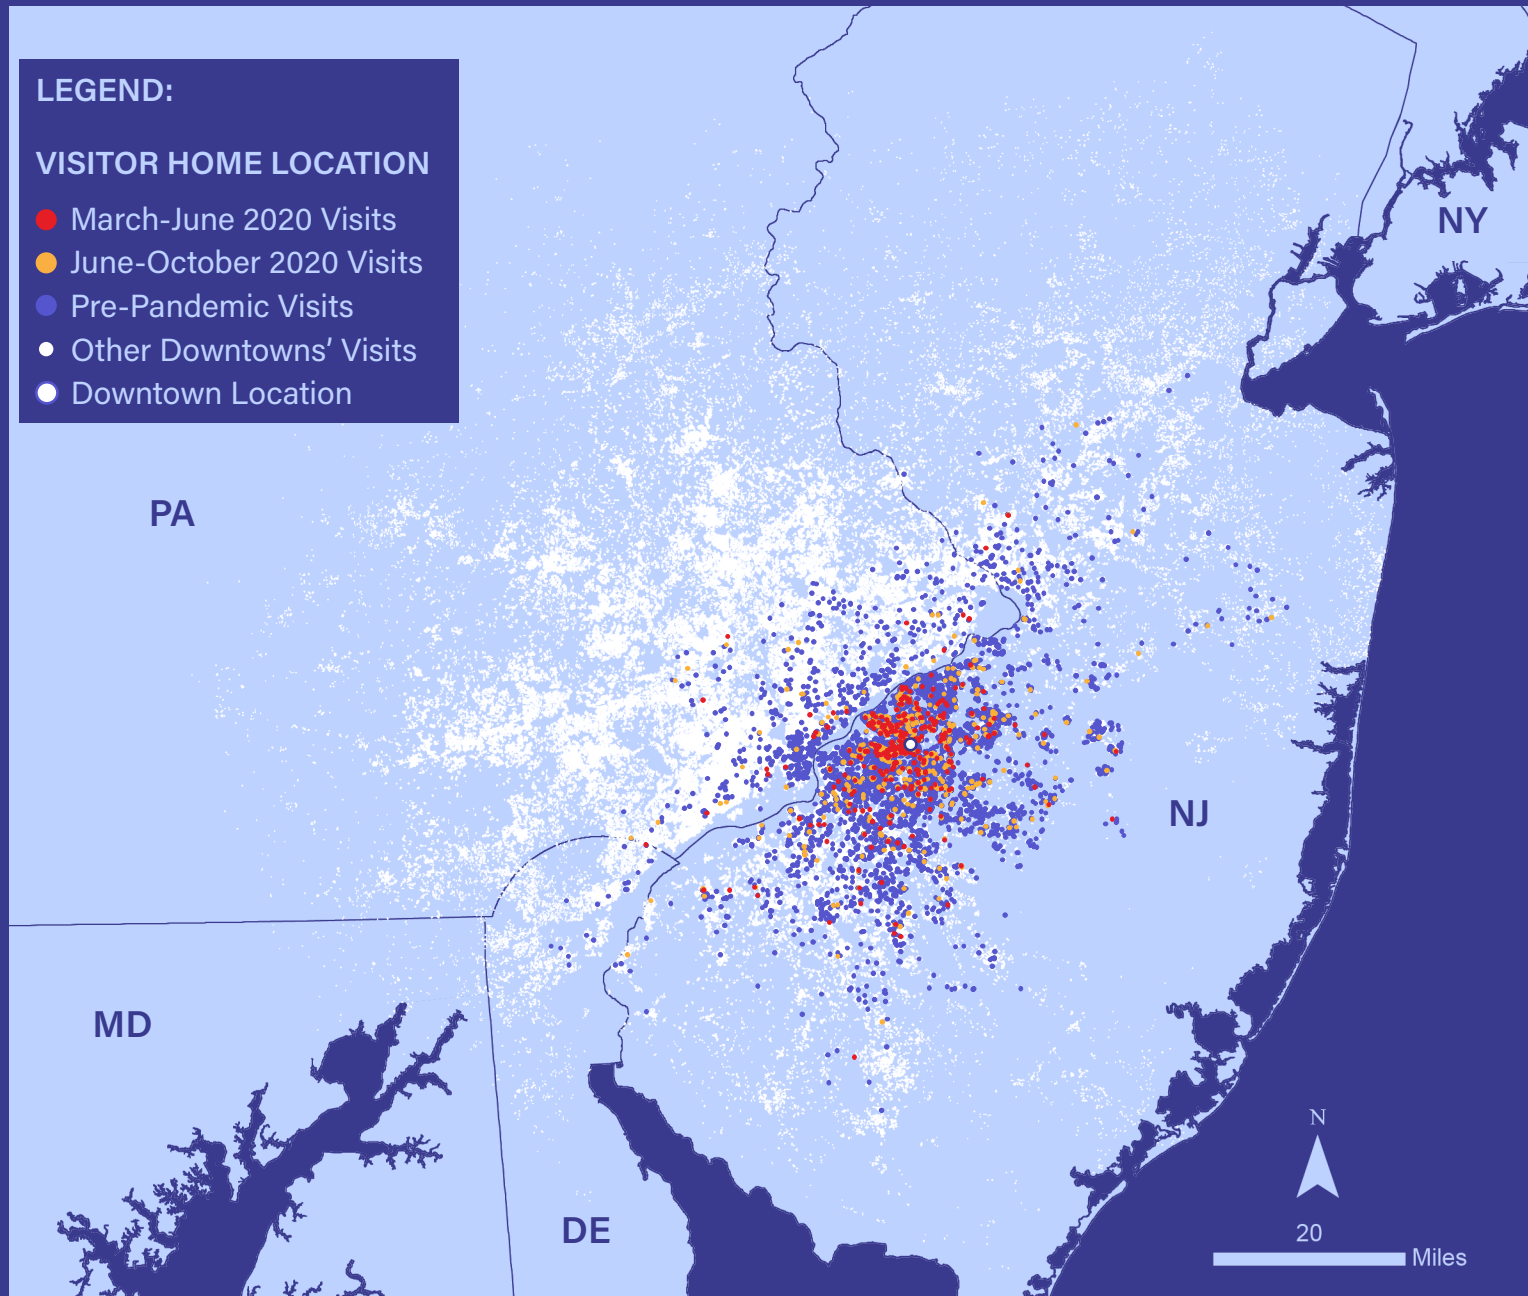 LEGEND:
VISITOR HOME LOCATION
March-June 2020 Visits
June-October 2020 Visits
Pre-Pandemic Visits
Other Downtowns’ Visits
Downtown Location
NY
PA
NJ
MD
DE
N
20
Miles